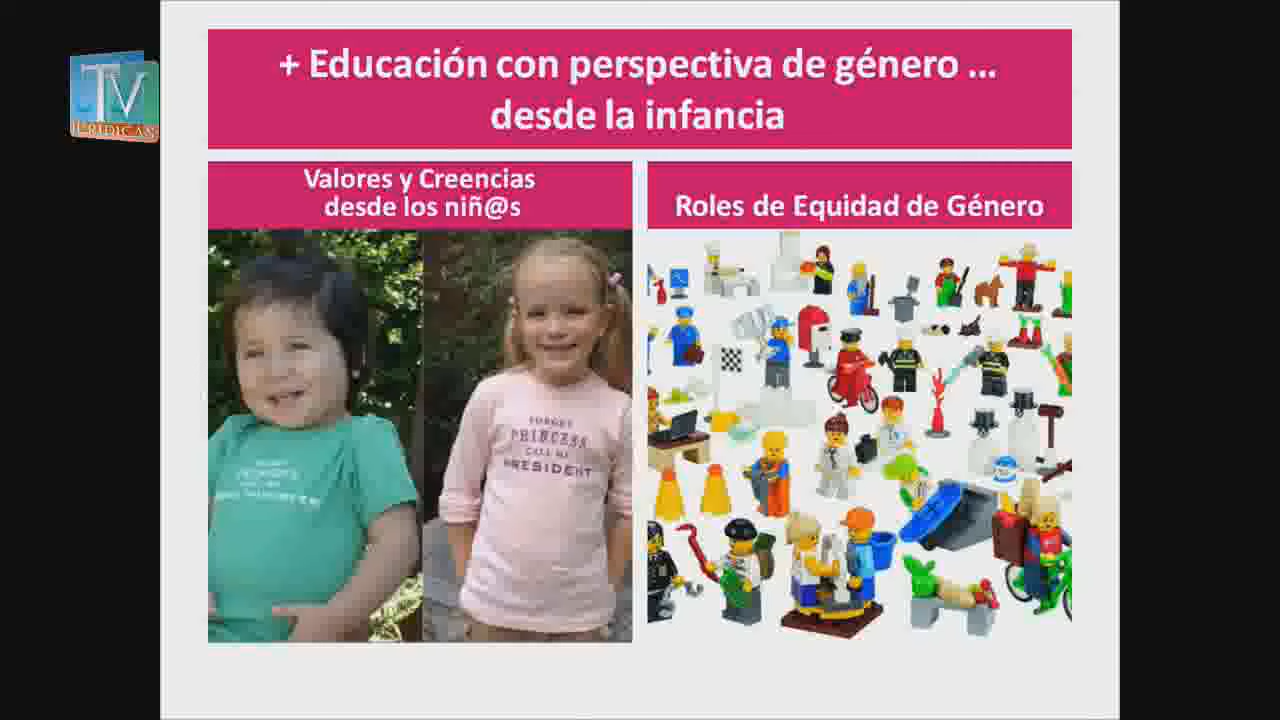 + Educación con perspectiva de género ...
desde la infancia
TV
JURIDICAS
Valores y Creencias
desde los niñ@s
Roles de Equidad de Género
FORGET
PRINCESS
CALL ME
PRESIDENT